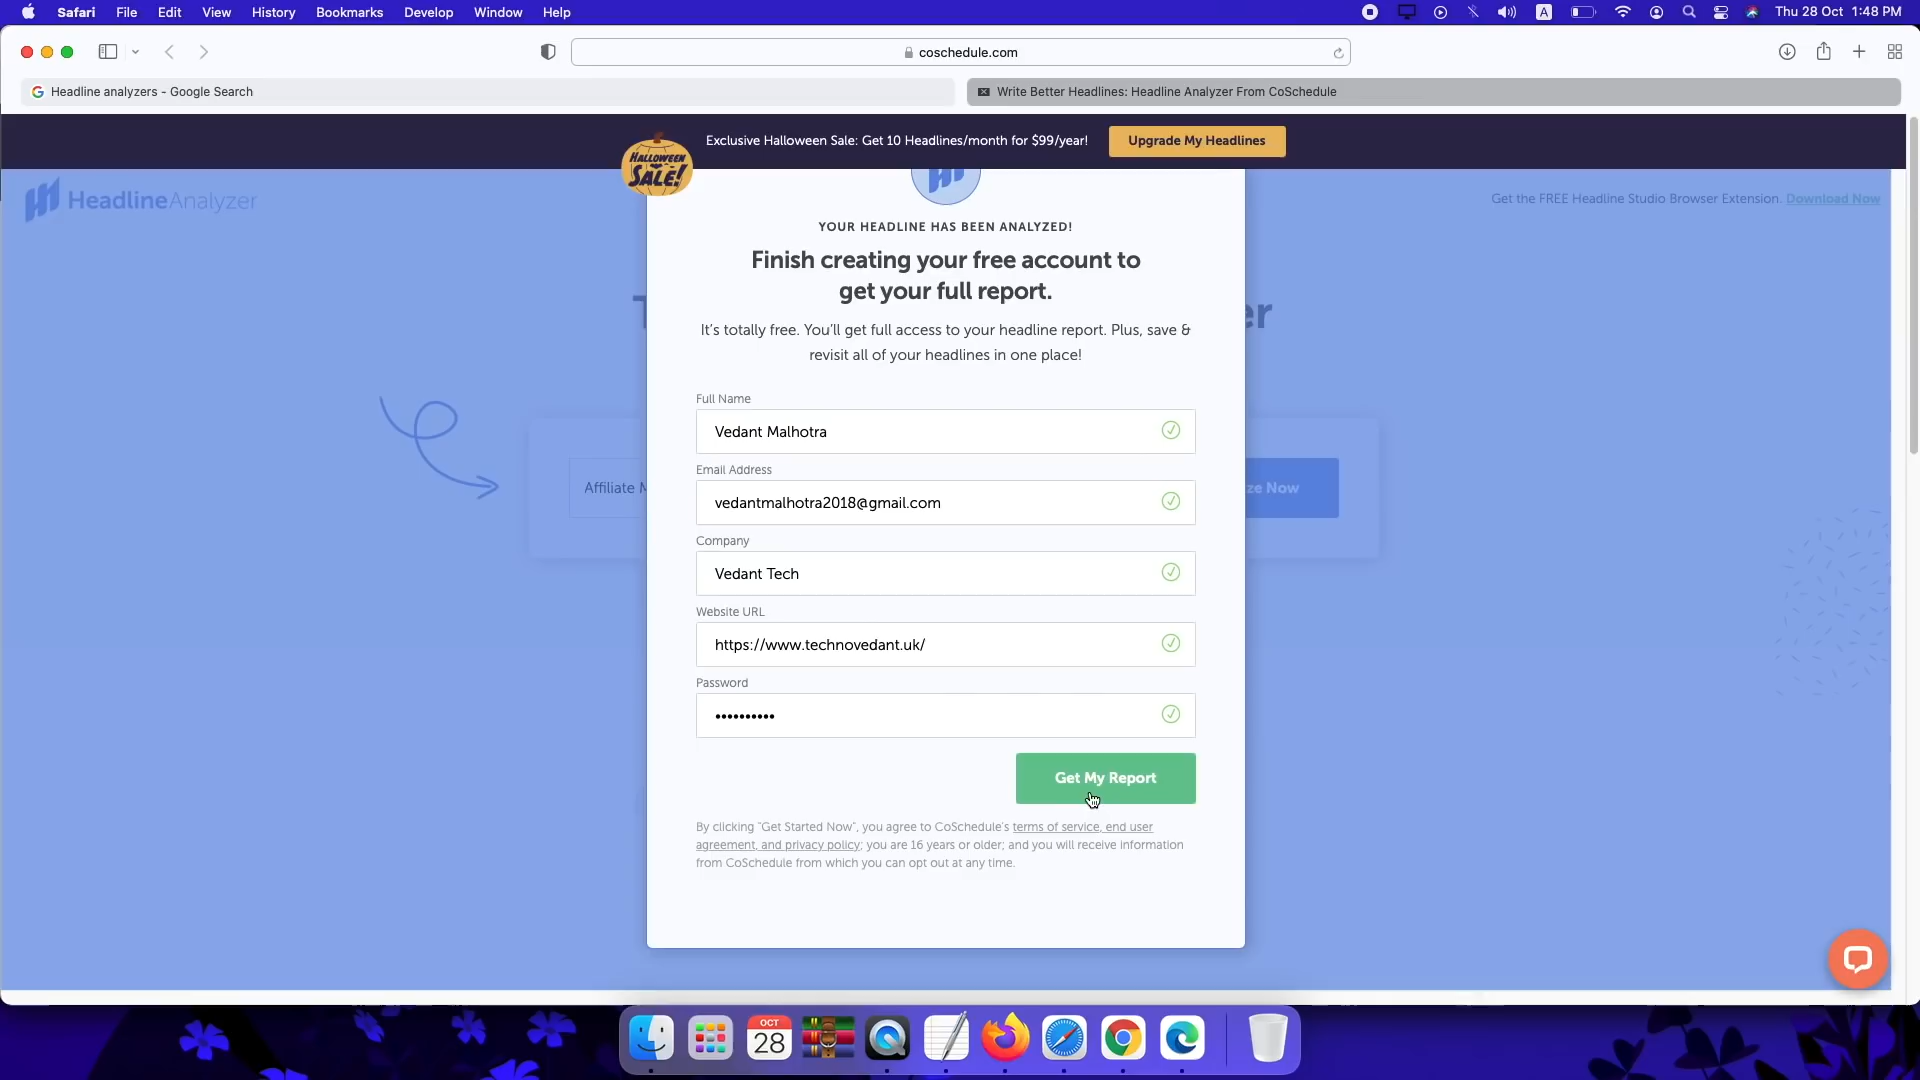 Safari File Edit View History Bookmarks Develop Window Help
A
Thu 28 Oct 1:48 PM
coschedule.com
Headline analyzers - Google Search
Write Better Headlines: Headline Analyzer From CoSchedule
HALLOWEEN
SALE!
Exclusive Halloween Sale: Get 10 Headlines/month for $99/year!
Upgrade My Headlines
HeadlineAnalyzer
Get the FREE Headline Studio Browser Extension. Download Now
YOUR HEADLINE HAS BEEN ANALYZED!
Finish creating your free account to
get your full report.
It's totally free. You'll get full access to your headline report. Plus, save &
revisit all of your headlines in one place!
Full Name
Vedant Malhotra
Email Address
vedantmalhotra2018@gmail.com
Affiliate
Now
Company
Vedant Tech
Website URL
https://www.technovedant.uk/
Password
••••••••••
Get My Report
By clicking "Get Started Now", you agree to CoSchedule's terms of service, end user
agreement, and privacy policy; you are 16 years or older; and you will receive information
from CoSchedule from which you can opt out at any time.
OCT
28